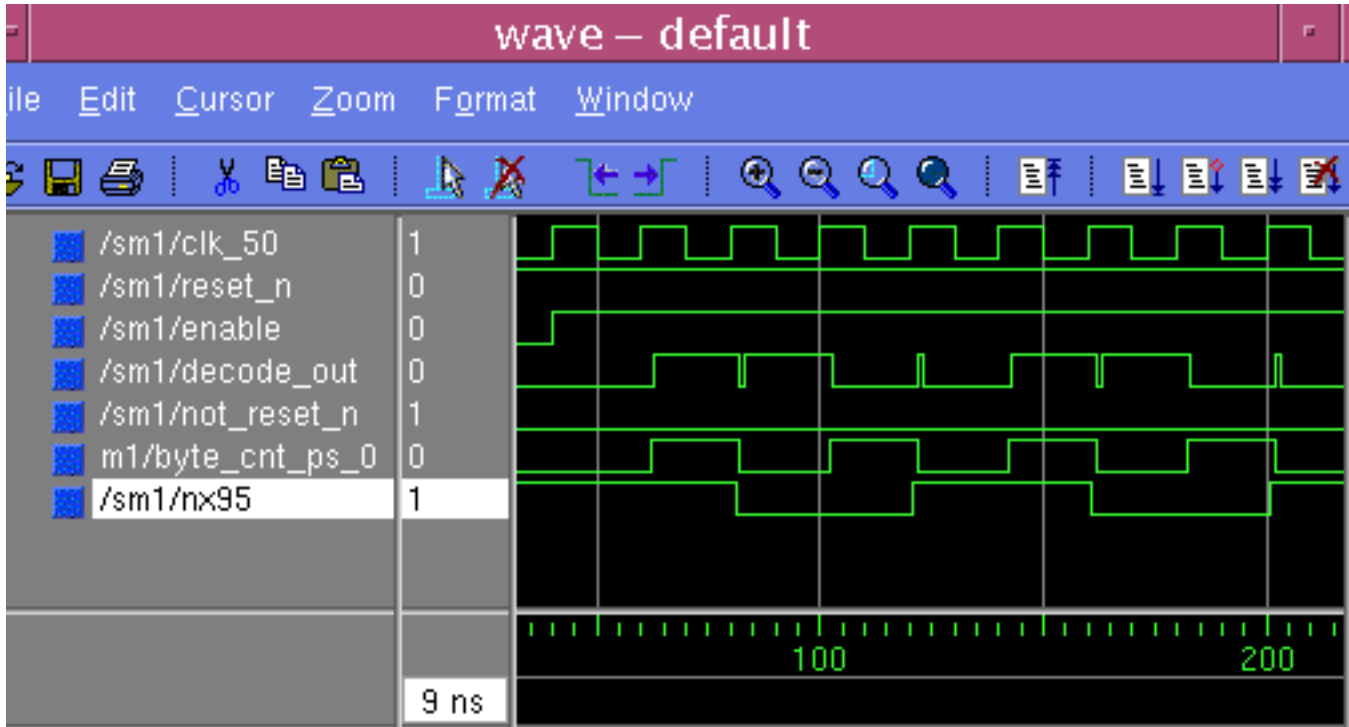 wave – default
ile Edit Cursor Zoom Format Window
/sm1/clk_50 1
/sm1/reset_n 0
/sm1/enable 0
/sm1/decode_out 0
/sm1/not_reset_n 1
m1/byte_cnt_ps_0 0
/sm1/nx95 1
100 200
9 ns